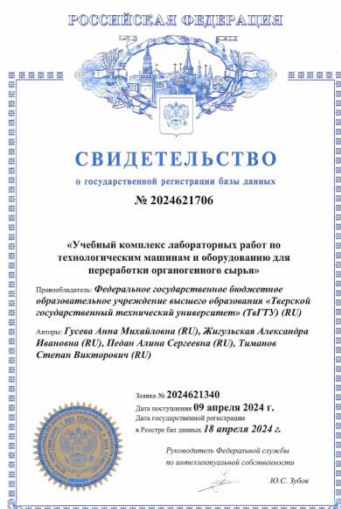 РОССИЙСКАЯ ФЕДЕРАЦИЯ
СВИДЕТЕЛЬСТВО
о государственной регистрации базы данных
№ 2024621706
«Учебный комплекс лабораторных работ по
технологическим машинам и оборудованию для
переработки органогенного сырья»
Правообладатель: Федеральное государственное бюджетное
образовательное учреждение высшего образования «Тверской
государственный технический университет» (ТвГТУ) (RU)
Авторы: Гусева Анна Михайловна (RU), Жигульская Александра
Ивановна (RU), Педан Алина Сергеевна (RU), Тиманов
Степан Викторович (RU)
Заявка № 2024621340
Дата поступления 09 апреля 2024 г.
Дата государственной регистрации
в Реестре баз данных 18 апреля 2024 г.
Руководитель Федеральной службы
по интеллектуальной собственности
Ю.С. Зубов